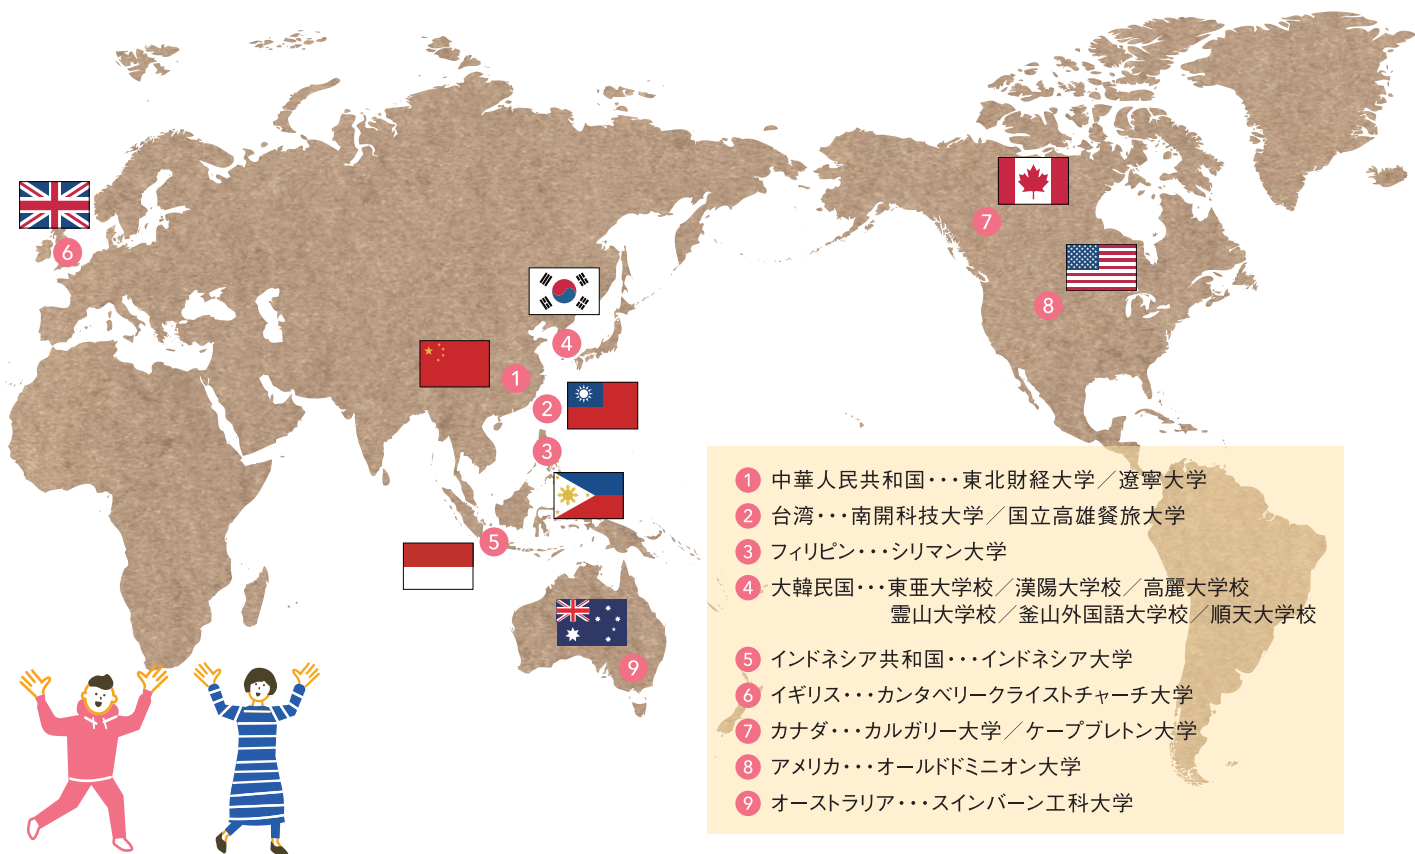 6
7
8
4
1
2
3
5
9
1 中華人民共和国・・・東北財経大学／遼寧大学
2 台湾・・・南開科技大学／国立高雄餐旅大学
3 フィリピン・・・シリマン大学
4 大韓民国・・・東亜大学校／漢陽大学校／高麗大学校
霊山大学校／釜山外国語大学校／順天大学校
5 インドネシア共和国・・・インドネシア大学
6 イギリス・・・カンタベリークライストチャーチ大学
7 カナダ・・・カルガリー大学／ケープブレトン大学
8 アメリカ・・・オールドドミニオン大学
9 オーストラリア・・・スインバーン工科大学